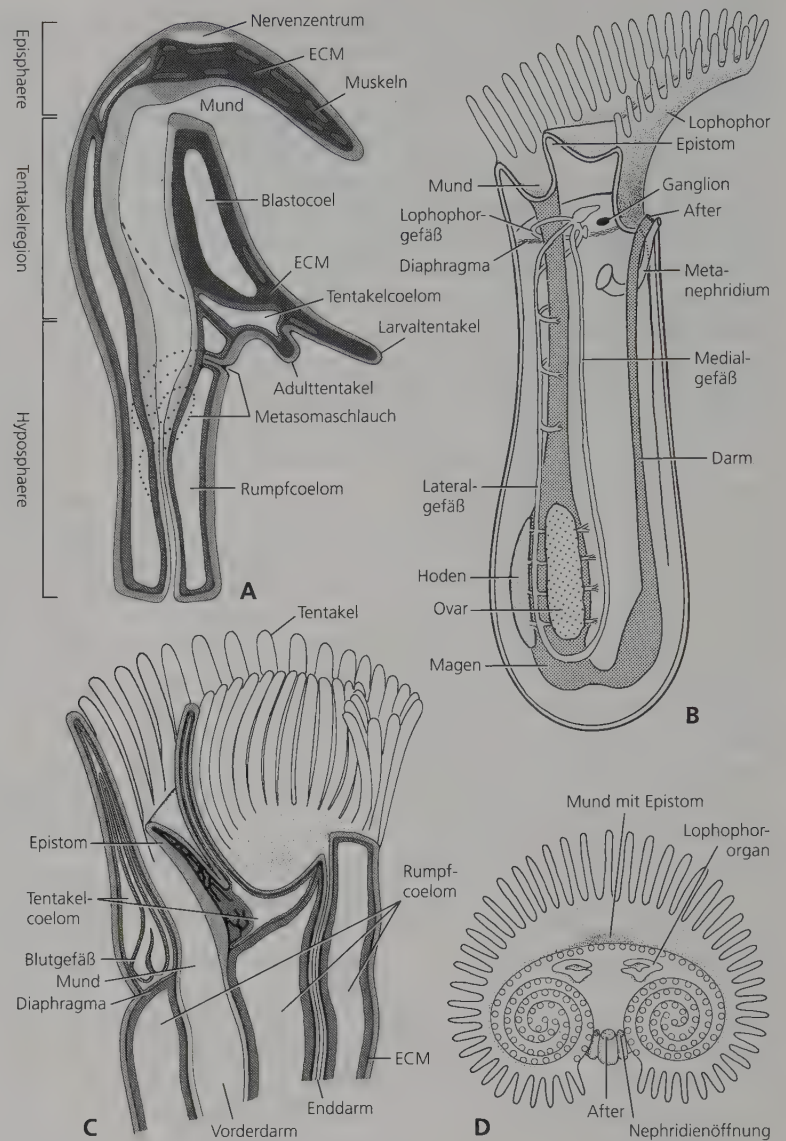 Episphaere
Tentakelregion
Hyposphaere
Nervenzentrum
ECM
Muskeln
Mund
Blastocoel
ECM
Tentakelcoelom
Larvaltentakel
Adulttentakel
Metasomaschlauch
Rumpfcoelom
A
Lophophor
Epistom
Mund
Ganglion
Lophophor-
gefäß
After
Diaphragma
Meta-
nephridium
Medial-
gefäß
Darm
Lateral-
gefäß
Hoden
Ovar
Magen
B
Tentakel
Epistom
Rumpf-
coelom
Tentakel-
coelom
Blutgefäß
Mund
Diaphragma
ECM
Enddarm
C
Vorderdarm
Mund mit Epistom
Lophophor-
organ
After
D
Nephridienöffnung